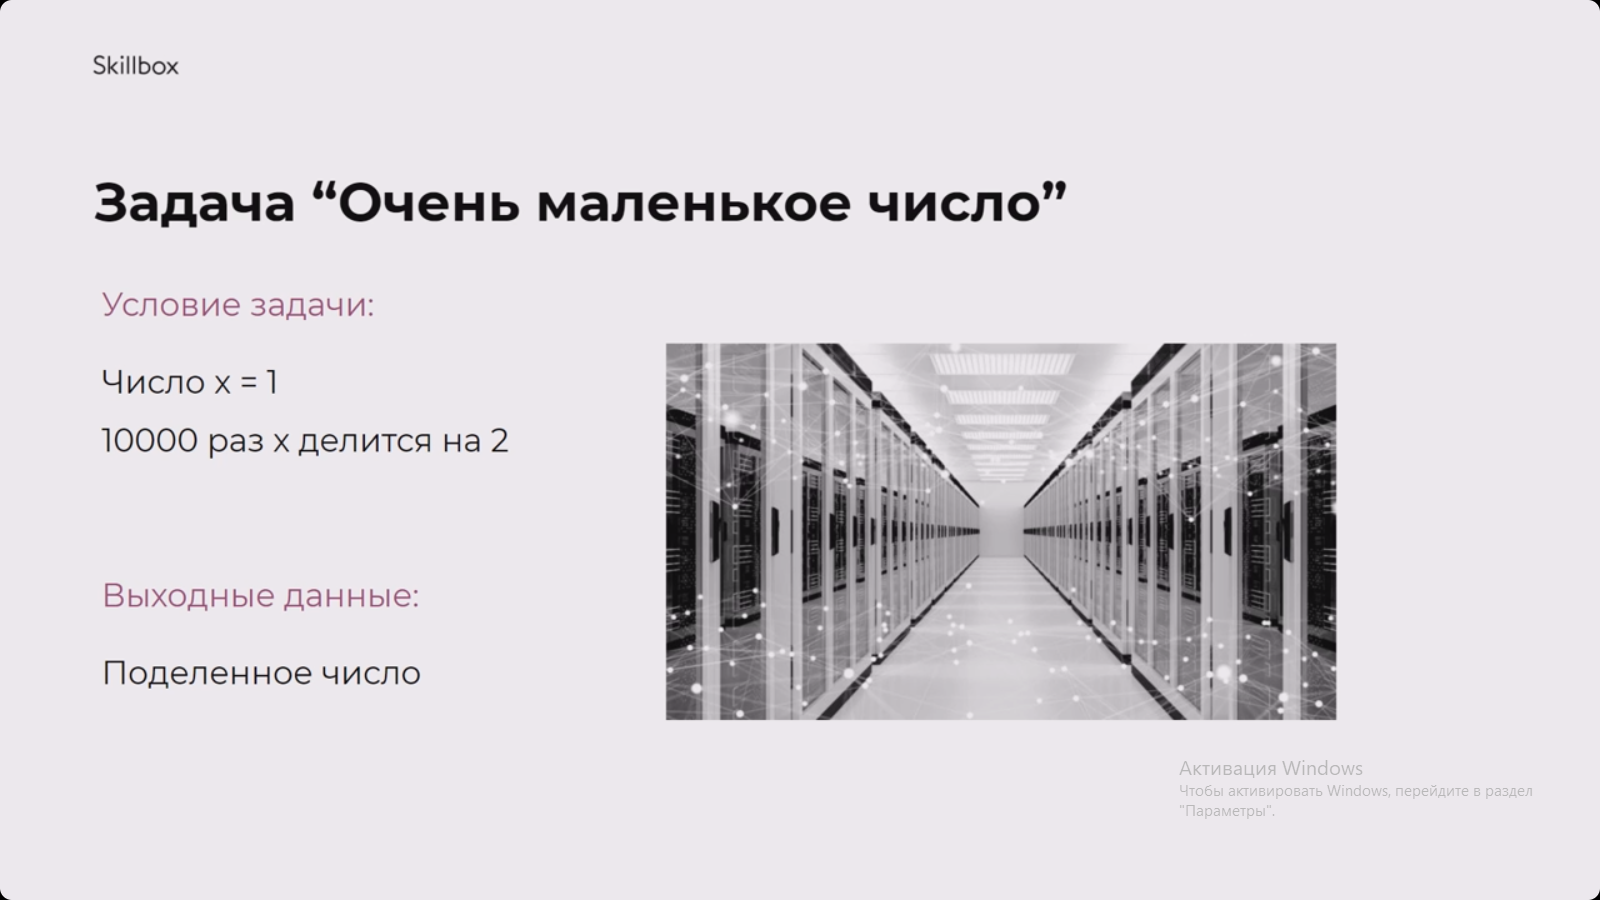 Skillbox
Задача “Очень маленькое число”
Условие задачи:
Число x = 1
10000 раз x делится на 2
Выходные данные:
Поделенное число
Активация Windows
Чтобы активировать Windows, перейдите в раздел
"Параметры".